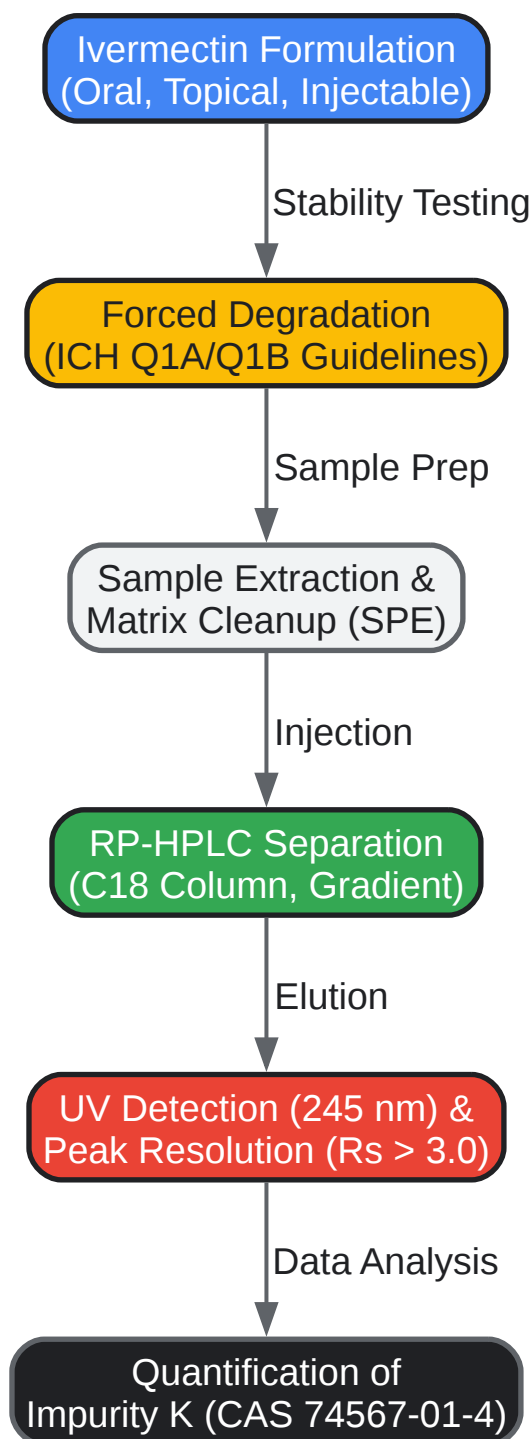 Ivermectin Formulation
(Oral, Topical, Injectable)
Stability Testing
Forced Degradation
(ICH Q1A/Q1B Guidelines)
Sample Prep
Sample Extraction &
Matrix Cleanup (SPE)
Injection
RP-HPLC Separation
(C18 Column, Gradient)
Elution
UV Detection (245 nm) &
Peak Resolution (Rs > 3.0)
Data Analysis
Quantification of
Impurity K (CAS 74567-01-4)